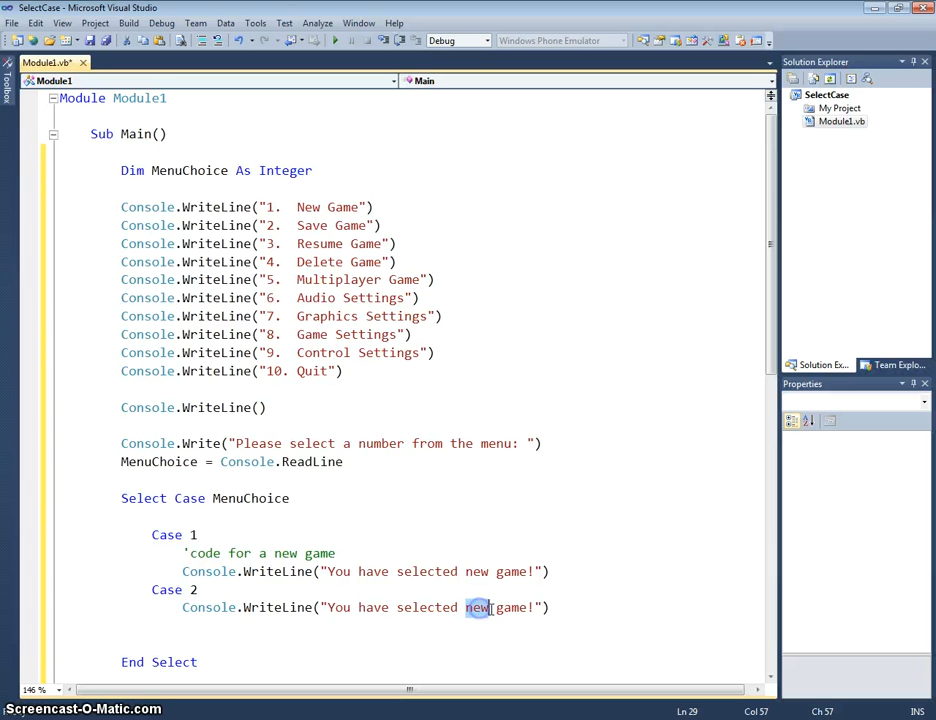 SelectCase - Microsoft Visual Studio
File Edit View Project Build Debug Team Data Tools Test Analyze Window Help
Debug Windows Phone Emulator
Toolbox
Module1.vb* Solution Explorer
Module1 Main
SelectCase
My Project
Module1.vb
Module Module1
Sub Main()
Dim MenuChoice As Integer
Console.WriteLine("1.  New Game")
Console.WriteLine("2.  Save Game")
Console.WriteLine("3.  Resume Game")
Console.WriteLine("4.  Delete Game")
Console.WriteLine("5.  Multiplayer Game")
Console.WriteLine("6.  Audio Settings")
Console.WriteLine("7.  Graphics Settings")
Console.WriteLine("8.  Game Settings")
Console.WriteLine("9.  Control Settings")
Console.WriteLine("10. Quit")
Console.WriteLine()
Console.Write("Please select a number from the menu: ")
MenuChoice = Console.ReadLine
Select Case MenuChoice
Case 1
'code for a new game
Console.WriteLine("You have selected new game!")
Case 2
Console.WriteLine("You have selected new game!")
End Select
Solution Ex... Team Explo...
Properties
146 %
Ln 29 Col 57 Ch 57 INS
Screencast-O-Matic.com